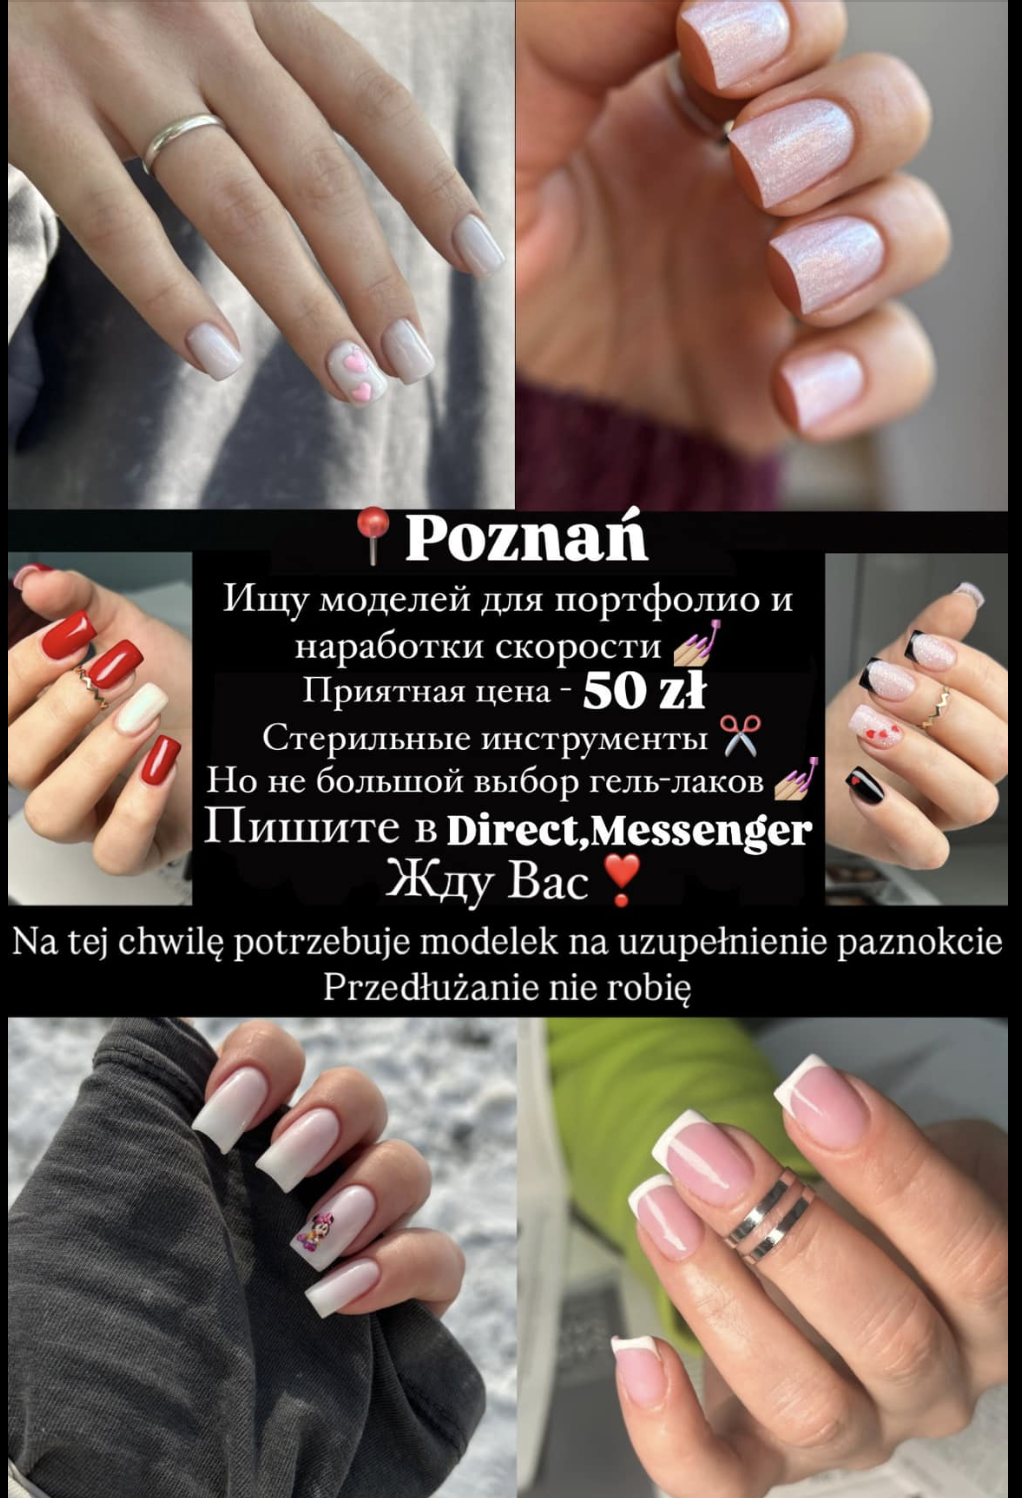 Poznań
Ищу моделей для портфолио и
наработки скорости
Приятная цена - 50 zł
Стерильные инструменты
Но не большой выбор гель-лаков
Пишите в Direct,Messenger
Жду Вас
Na tej chwilę potrzebuje modelek na uzupełnienie paznokcie
Przedłużanie nie robię